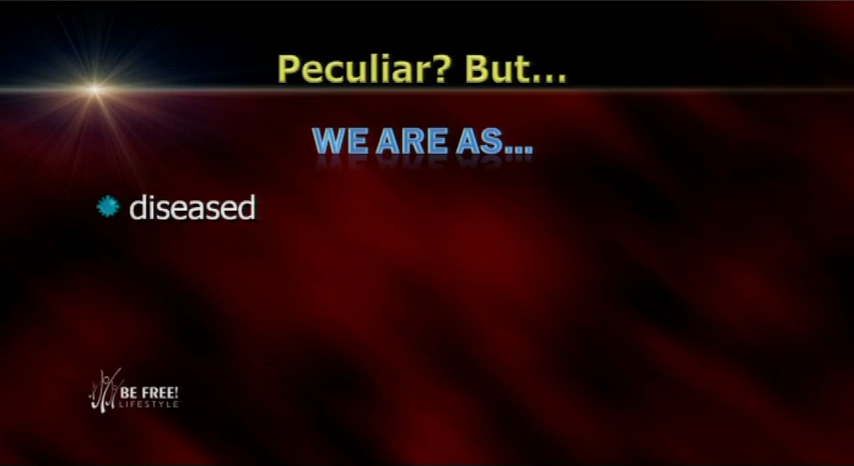 Peculiar? But...
WE ARE AS...
diseased
BE FREE!
LIFESTYLE